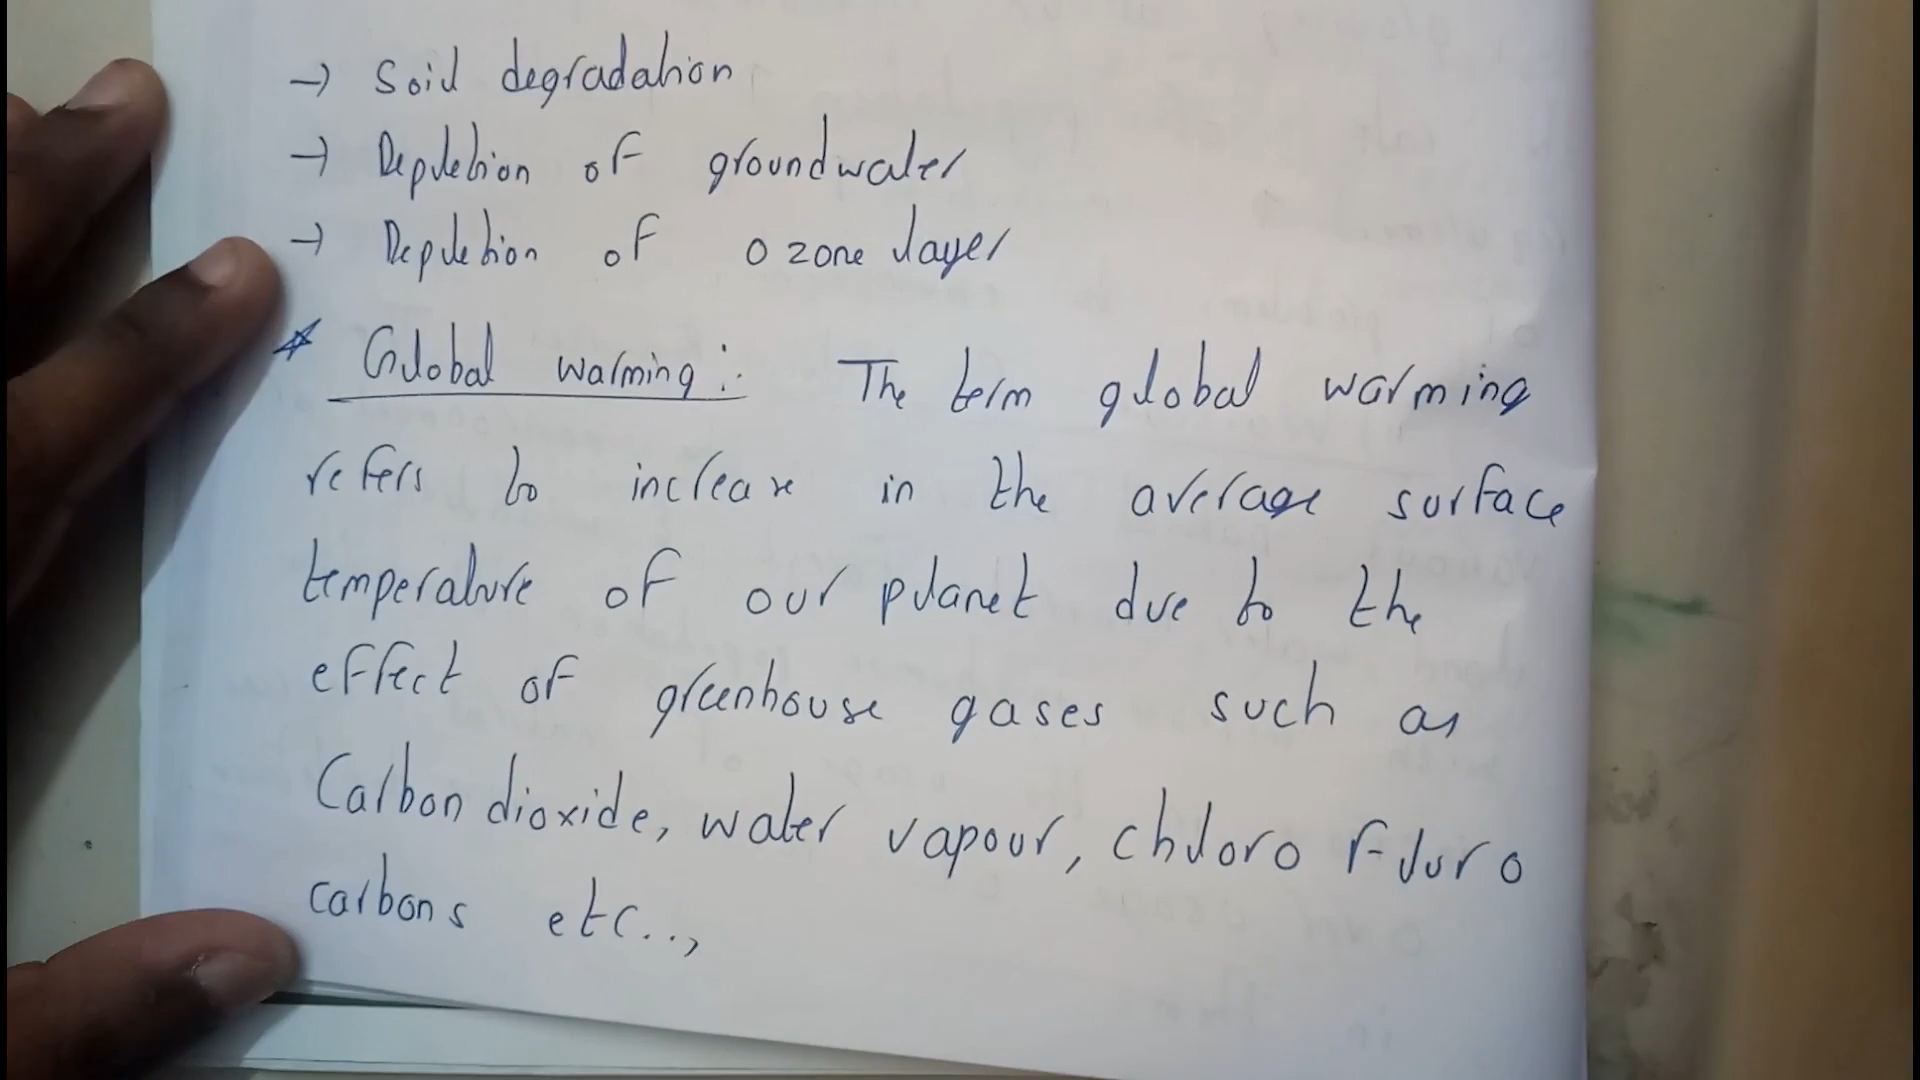 → Soil degradation
→ Depletion of groundwater
→ Depletion of Ozone layer
* Global warming :- The term global warming
refers to increase in the average surface
temperature of our planet due to the
effect of greenhouse gases such as
Carbon dioxide, water vapour, chloro fluro
carbons etc..,